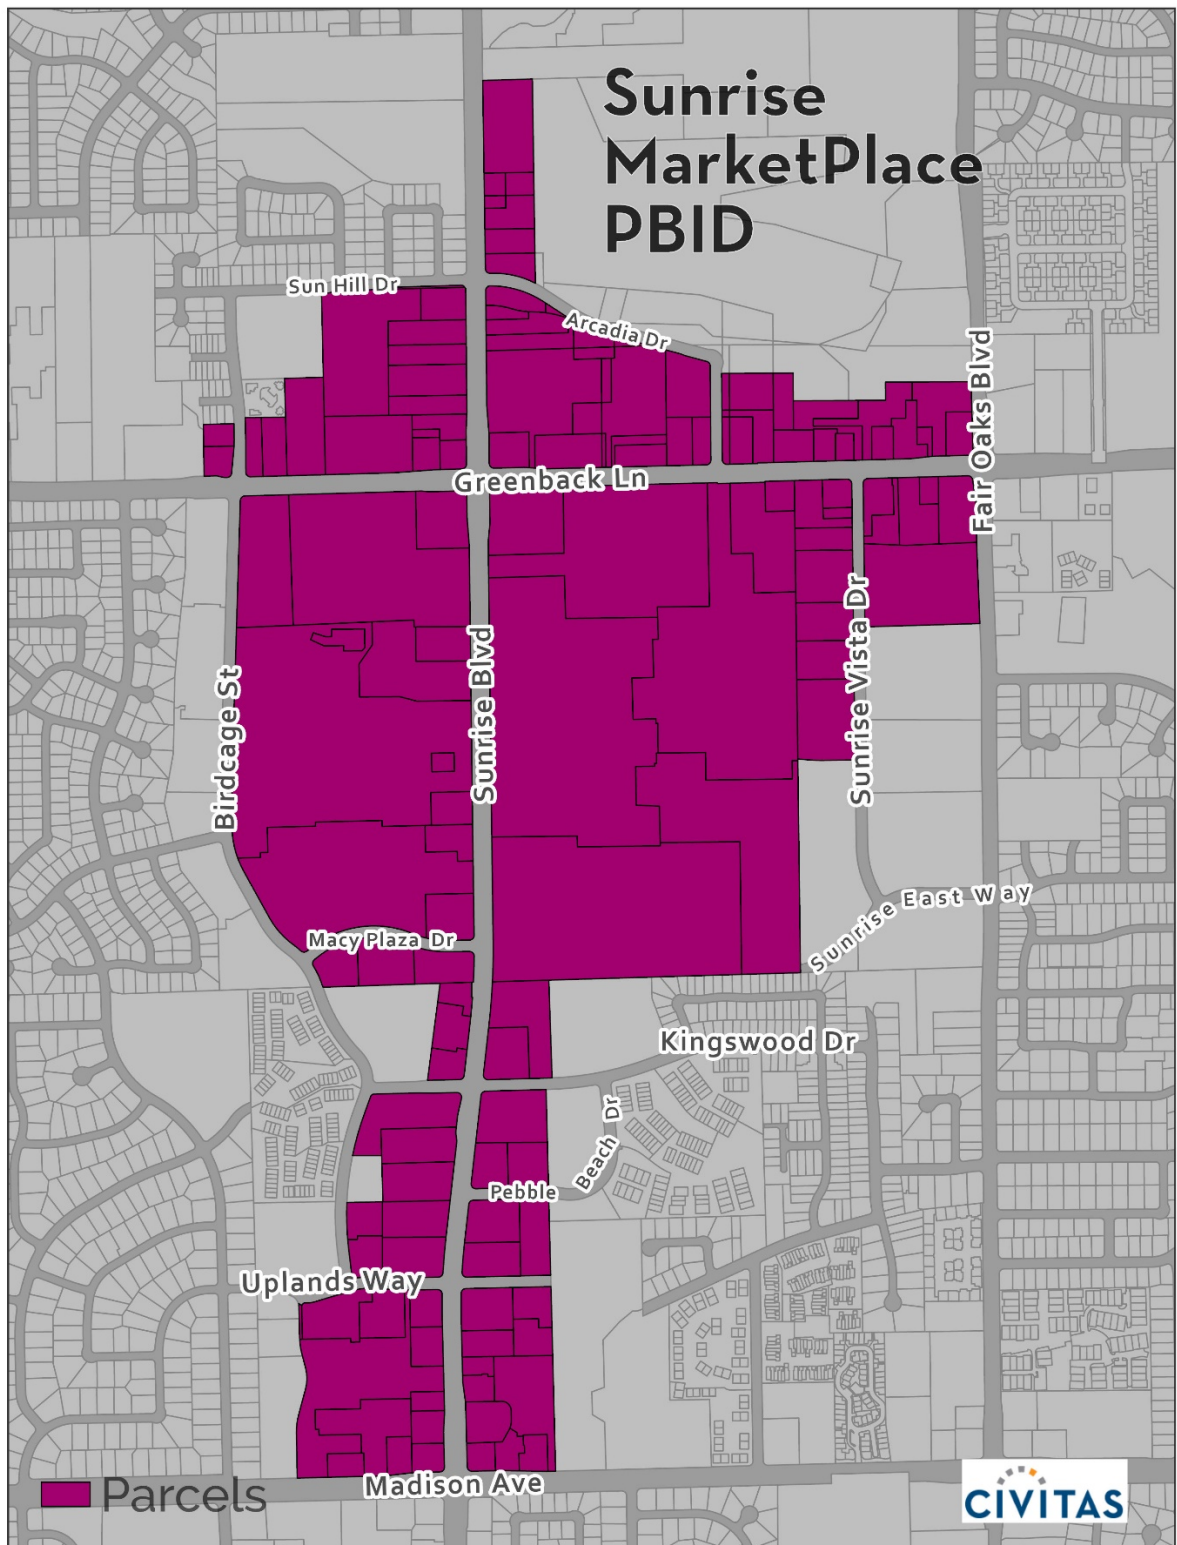 Sunrise
MarketPlace
PBID
Sun Hill Dr
Arcadia Dr
Fair Oaks Blvd
Greenback Ln
Sunrise Vista Dr
Sunrise Blvd
Birdcage St
Sunrise East Way
Macy Plaza Dr
Kingswood Dr
Pebble Beach Dr
Uplands Way
Madison Ave
Parcels
CIVITAS